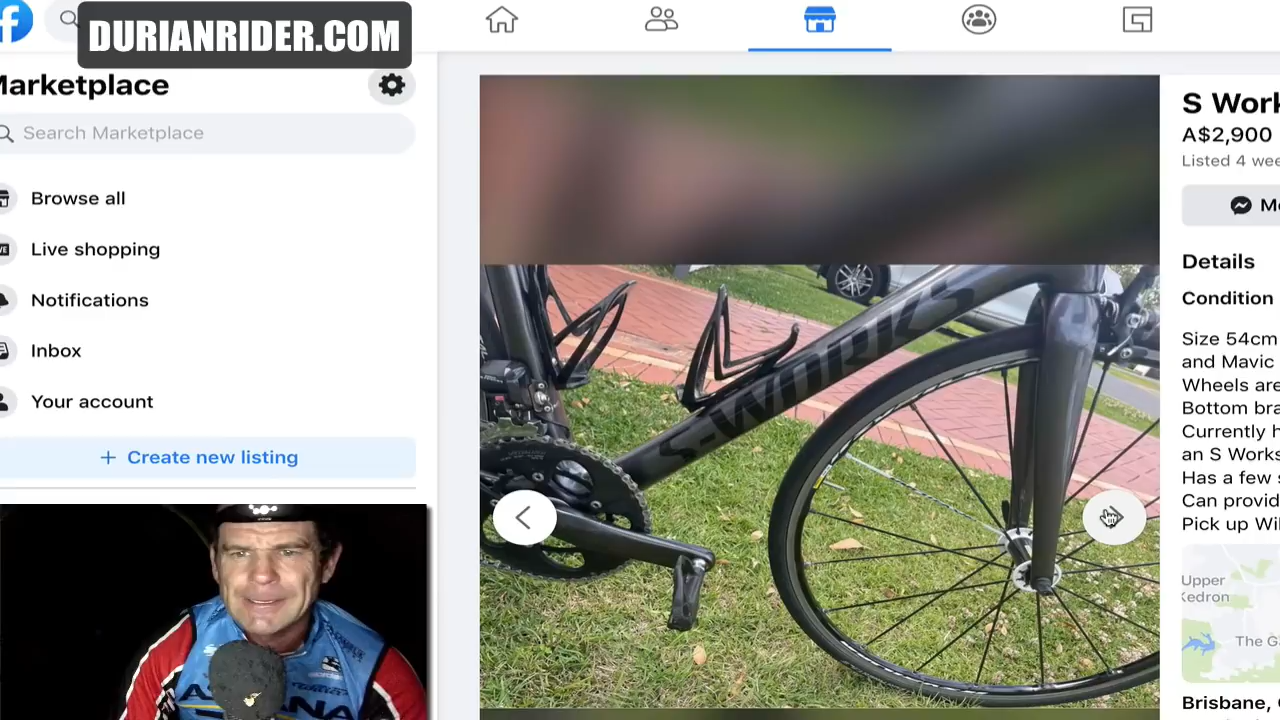 DURIANRIDER.COM
Marketplace
Search Marketplace
Browse all
Live shopping
Notifications
Inbox
Your account
+ Create new listing
S-WORKS
S Work
A$2,900
Listed 4 wee
Details
Condition
Size 54cm
and Mavic
Wheels are
Bottom bra
Currently h
an S Works
Has a few s
Can provid
Pick up Wil
Upper
Kedron
The G
Brisbane,